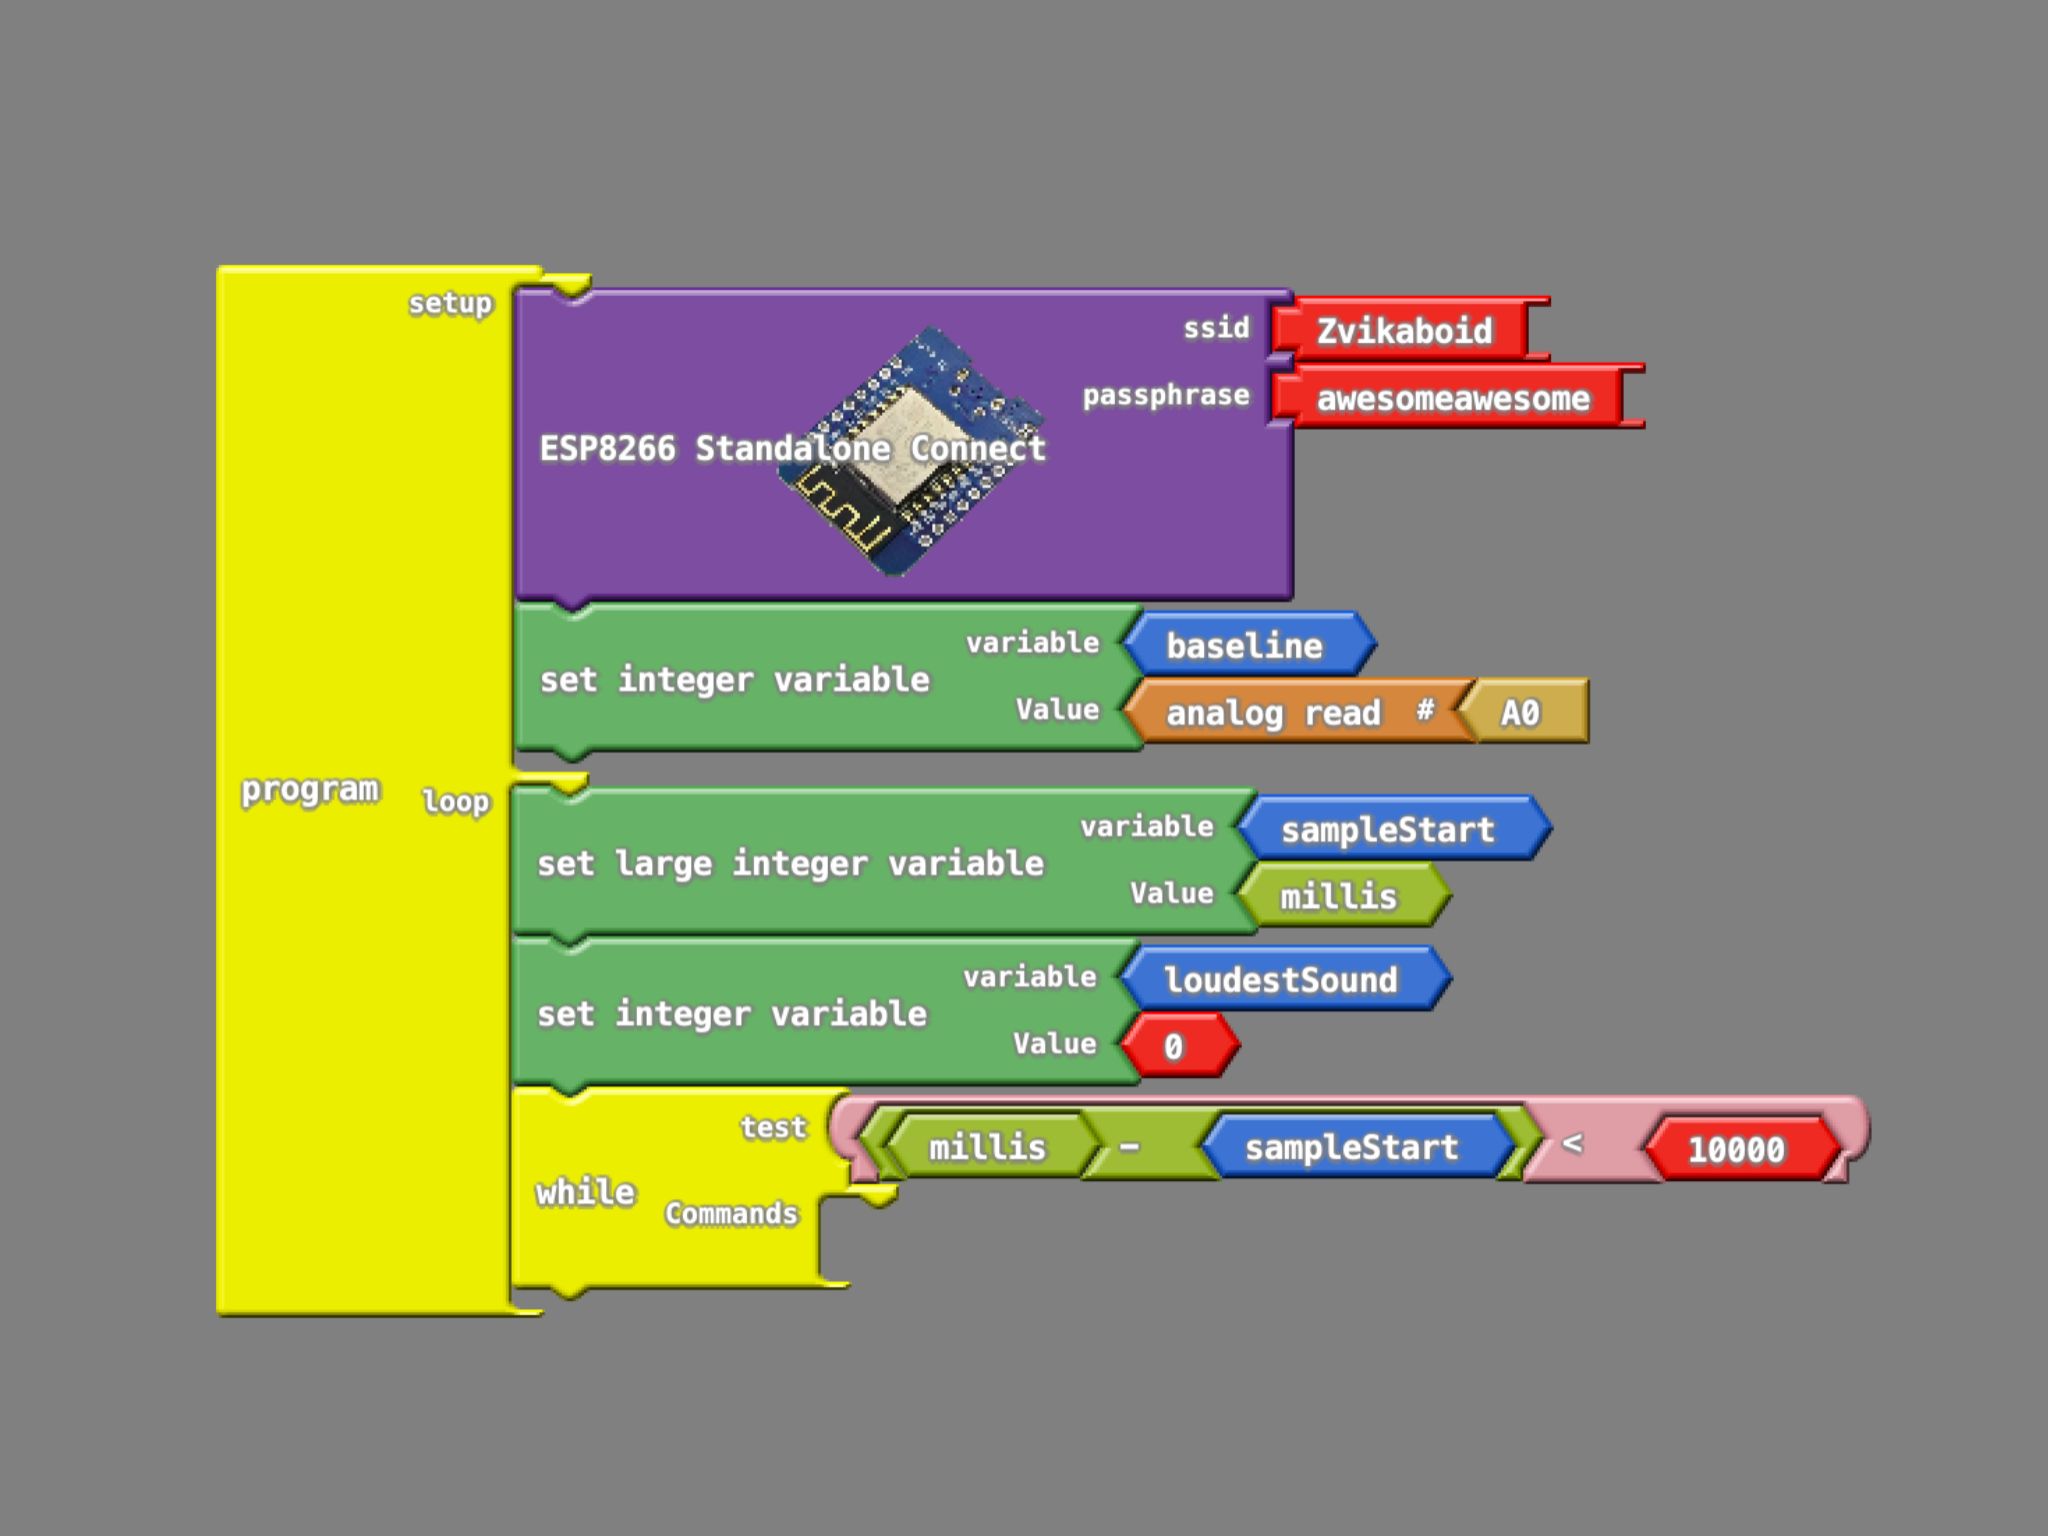 setup
ESP8266 Standalone Connect
ssid Zvikaboid
passphrase awesomeawesome
set integer variable
variable baseline
Value analog read # A0
program
loop
set large integer variable
variable sampleStart
Value millis
set integer variable
variable loudestSound
Value 0
while
test millis - sampleStart < 10000
Commands